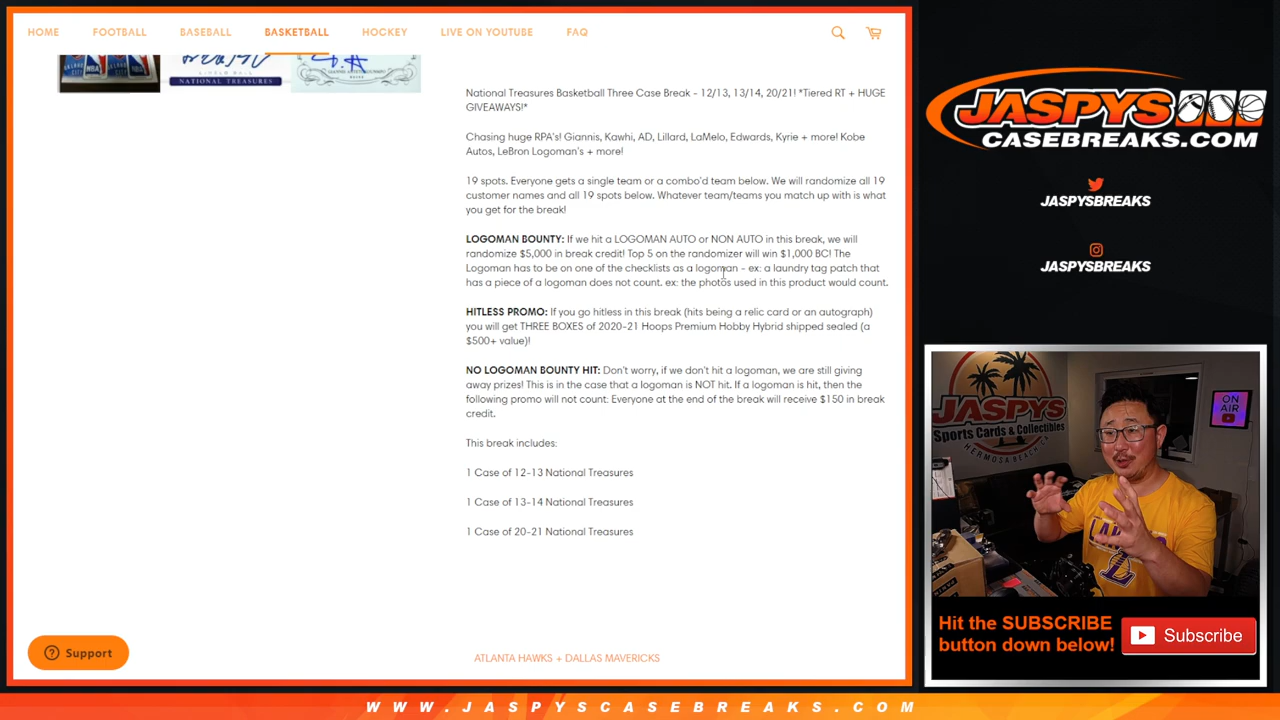 HOME FOOTBALL BASEBALL BASKETBALL HOCKEY LIVE ON YOUTUBE FAQ
NBA NBA
NATIONAL TREASURES
National Treasures Basketball Three Case Break - 12/13, 13/14, 20/21! *Tiered RT + HUGE
GIVEAWAYS!*
Chasing huge RPA's! Giannis, Kawhi, AD, Lillard, LaMelo, Edwards, Kyrie + more! Kobe
Autos, LeBron Logoman's + more!
19 spots. Everyone gets a single team or a combo'd team below. We will randomize all 19
customer names and all 19 spots below. Whatever team/teams you match up with is what
you get for the break!
LOGOMAN BOUNTY: If we hit a LOGOMAN AUTO or NON AUTO in this break, we will
randomize $5,000 in break credit! Top 5 on the randomizer will win $1,000 BC! The
Logoman has to be on one of the checklists as a logoman - ex: a laundry tag patch that
has a piece of a logoman does not count. ex: the photos used in this product would count.
HITLESS PROMO: If you go hitless in this break (hits being a relic card or an autograph)
you will get THREE BOXES of 2020-21 Hoops Premium Hobby Hybrid shipped sealed (a
$500+ value)!
NO LOGOMAN BOUNTY HIT: Don't worry, if we don't hit a logoman, we are still giving
away prizes! This is in the case that a logoman is NOT hit. If a logoman is hit, then the
following promo will not count: Everyone at the end of the break will receive $150 in break
credit.
This break includes:
1 Case of 12-13 National Treasures
1 Case of 13-14 National Treasures
1 Case of 20-21 National Treasures
ATLANTA HAWKS + DALLAS MAVERICKS
Support
JASPYS
CASEBREAKS.COM
JASPYSBREAKS
JASPYSBREAKS
JASPYS
Sports Cards & Collectibles
HERMOSA BEACH, CA
ON
AIR
Hit the SUBSCRIBE
button down below!
Subscribe
WWW.JASPYSCASEBREAKS.COM